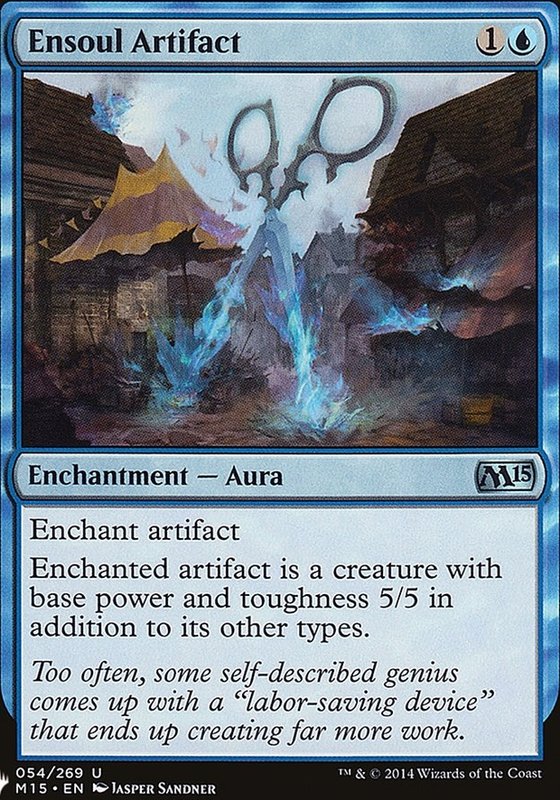 Ensoul Artifact 1
Enchantment — Aura M15
Enchant artifact
Enchanted artifact is a creature with
base power and toughness 5/5 in
addition to its other types.
Too often, some self-described genius
comes up with a “labor-saving device”
that ends up creating far more work.
054/269 U
M15 • EN Jasper Sandner
™ & © 2014 Wizards of the Coast